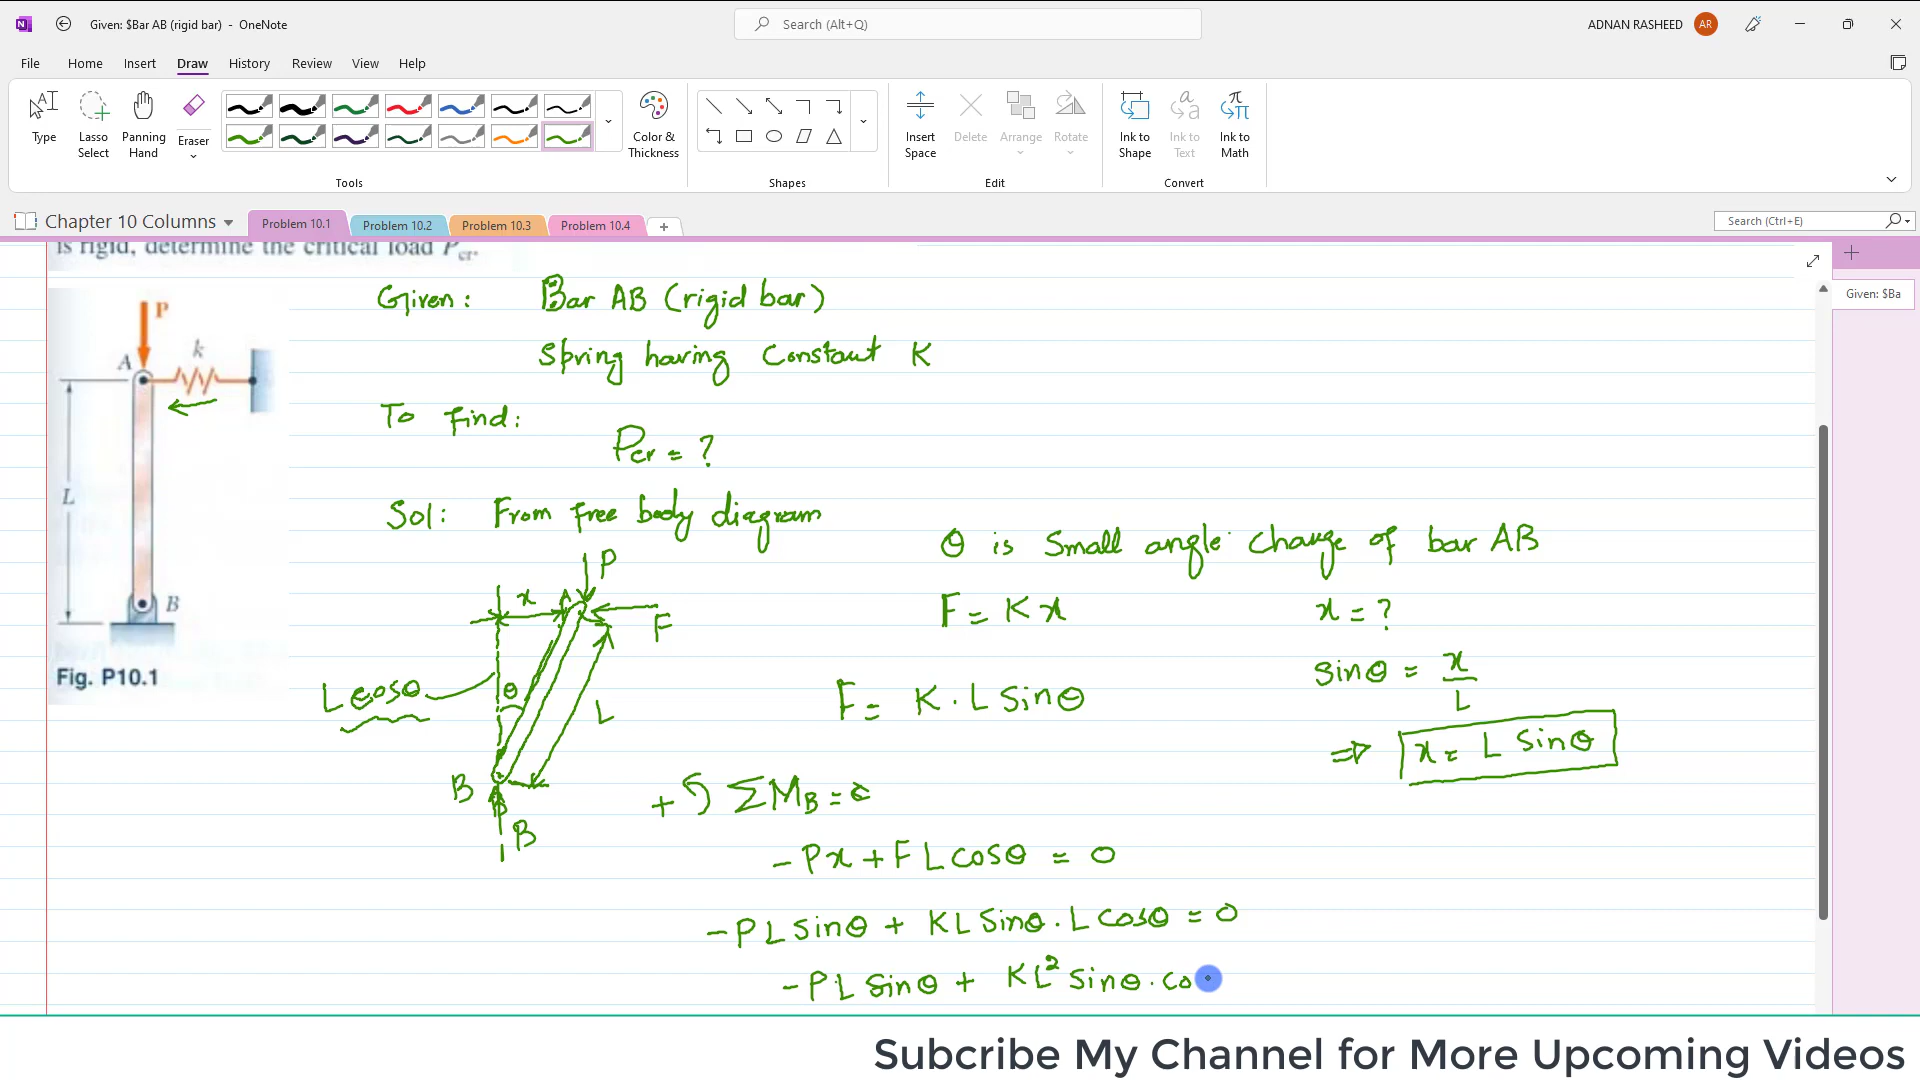 Given: $Bar AB (rigid bar) - OneNote
Search (Alt+Q)
ADNAN RASHEED AR
File Home Insert Draw History Review View Help
Type
Lasso Select
Panning Hand
Eraser
Color & Thickness
Insert Space
Delete
Arrange
Rotate
Ink to Shape
Ink to Text
Ink to Math
Tools
Shapes
Edit
Convert
Chapter 10 Columns
Problem 10.1
Problem 10.2
Problem 10.3
Problem 10.4
Search (Ctrl+E)
Given: $Ba
is rigid, determine the critical load Pcr.
P
k
A
L
B
Fig. P10.1
Given: Bar AB (rigid bar)
Spring having Constant K
To Find:
Pcr = ?
Sol: From free body diagram
P
x
A
F
θ
L cosθ
L
B
B
θ is small angle change of bar AB
F = K x
x = ?
sinθ = x/L
F = K . L sinθ
⇒ x = L sinθ
+ ↺ ΣMB = 0
- Px + F L cosθ = 0
- P L sinθ + K L sinθ . L cosθ = 0
- P L sinθ + K L² sinθ . co
Subcribe My Channel for More Upcoming Videos